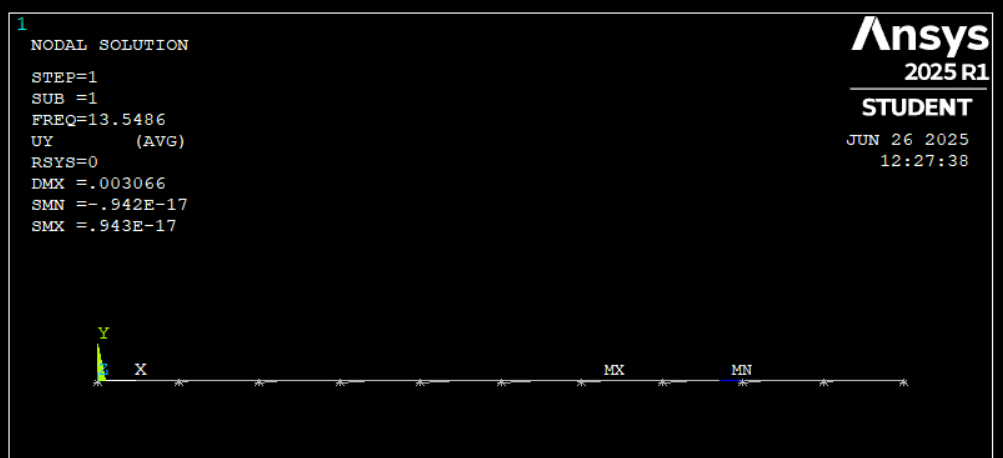 1
NODAL SOLUTION
STEP=1
SUB =1
FREQ=13.5486
UY (AVG)
RSYS=0
DMX =.003066
SMN =-.942E-17
SMX =.943E-17
Ansys
2025 R1
STUDENT
JUN 26 2025
12:27:38
Y
Z X MX MN